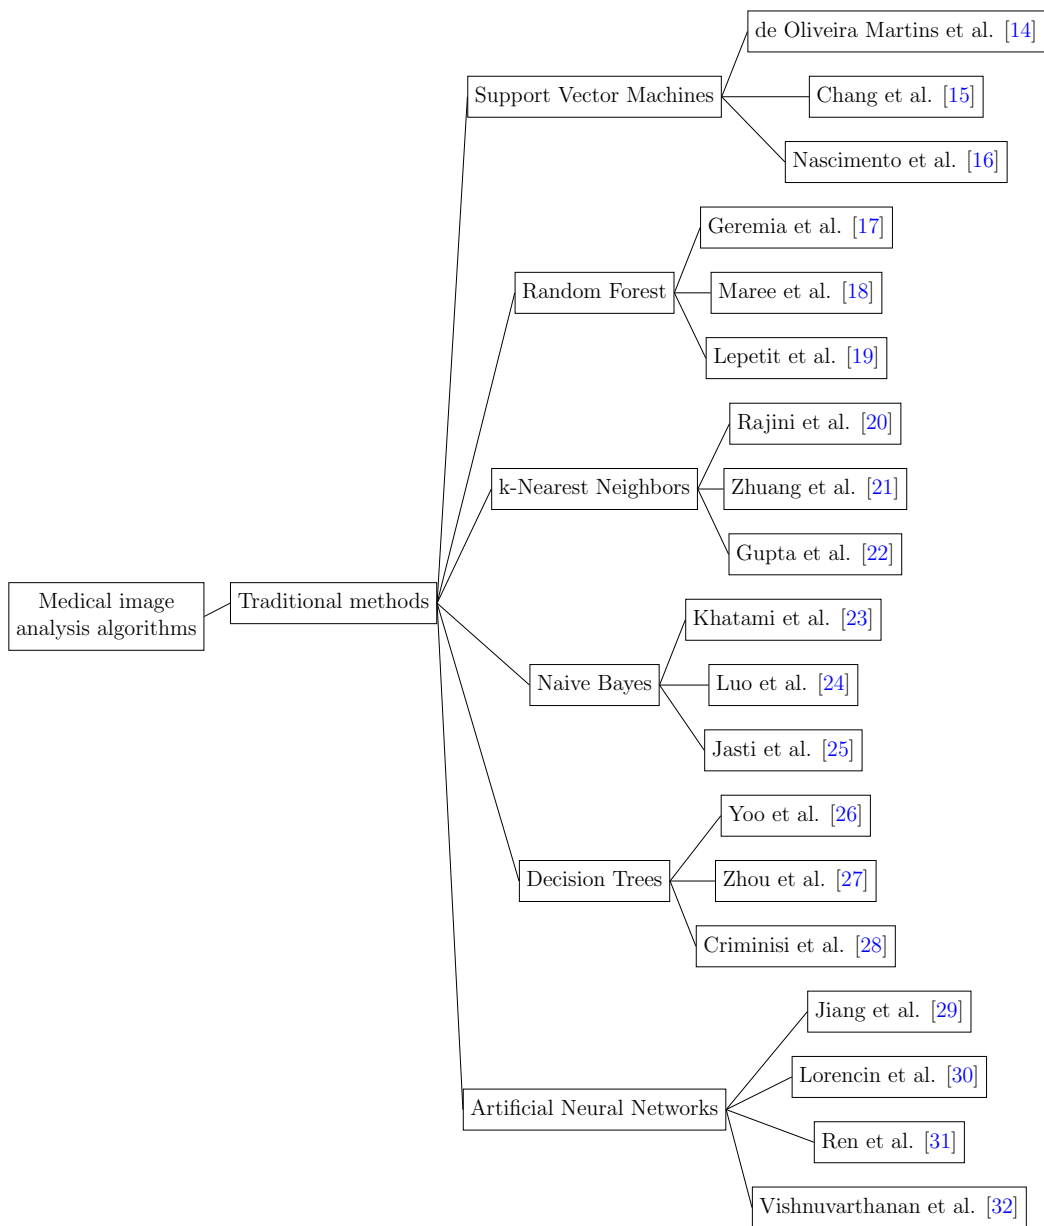 de Oliveira Martins et al. [14]
Support Vector Machines
Chang et al. [15]
Nascimento et al. [16]
Geremia et al. [17]
Random Forest
Maree et al. [18]
Lepetit et al. [19]
Rajini et al. [20]
k-Nearest Neighbors
Zhuang et al. [21]
Gupta et al. [22]
Medical image
analysis algorithms
Traditional methods
Khatami et al. [23]
Naive Bayes
Luo et al. [24]
Jasti et al. [25]
Yoo et al. [26]
Decision Trees
Zhou et al. [27]
Criminisi et al. [28]
Jiang et al. [29]
Lorencin et al. [30]
Artificial Neural Networks
Ren et al. [31]
Vishnuvarthanan et al. [32]